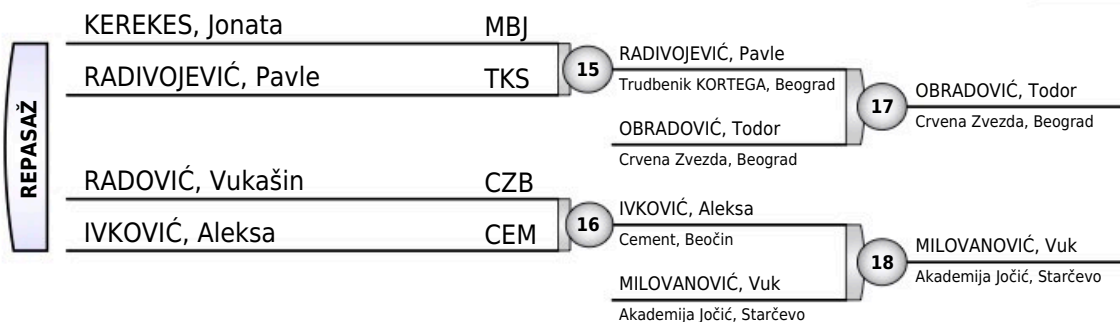 REPASAŽ
KEREKES, Jonata MBJ
RADIVOJEVIĆ, Pavle TKS
15
RADIVOJEVIĆ, Pavle
Trudbenik KORTEGA, Beograd
OBRADOVIĆ, Todor
Crvena Zvezda, Beograd
17
OBRADOVIĆ, Todor
Crvena Zvezda, Beograd
RADOVIĆ, Vukašin CZB
IVKOVIĆ, Aleksa CEM
16
IVKOVIĆ, Aleksa
Cement, Beočin
MILOVANOVIĆ, Vuk
Akademija Jočić, Starčevo
18
MILOVANOVIĆ, Vuk
Akademija Jočić, Starčevo